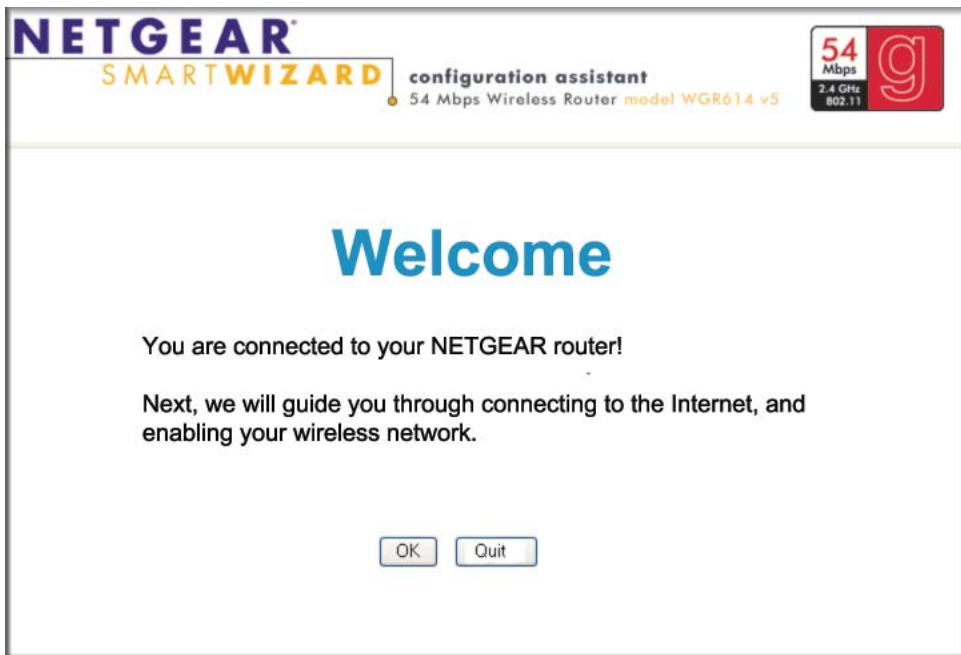 NETGEAR®
SMARTWIZARD
configuration assistant
54 Mbps Wireless Router model WGR614 v5
54
Mbps
2.4 GHz
802.11
g
Welcome
You are connected to your NETGEAR router!
Next, we will guide you through connecting to the Internet, and
enabling your wireless network.
OK
Quit